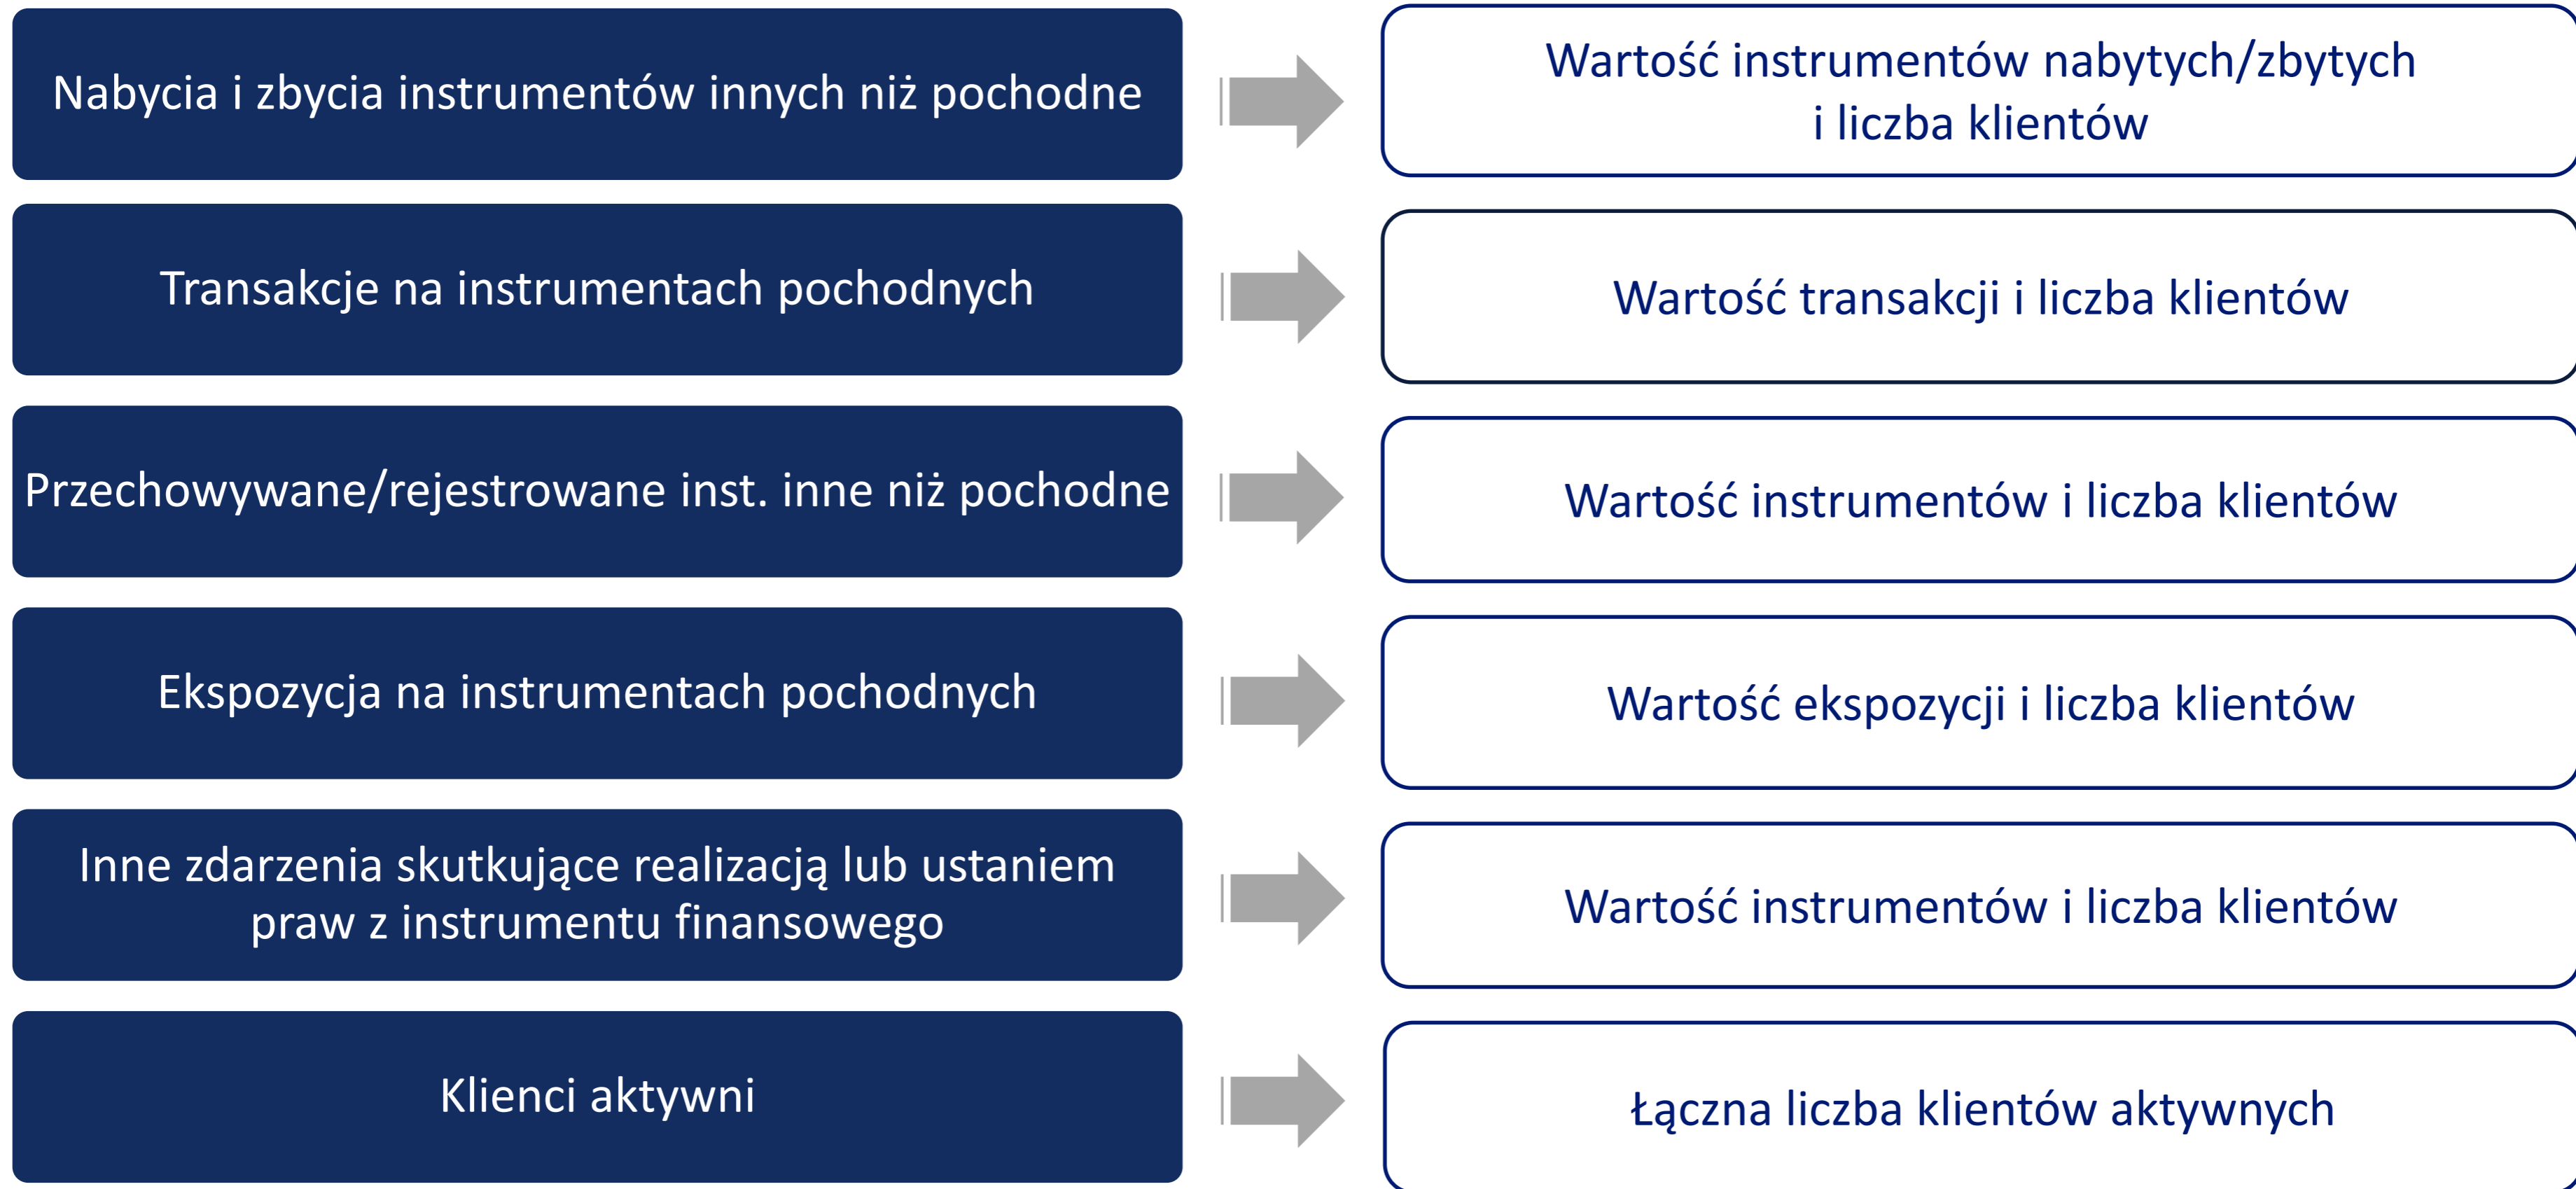 Nabycia i zbycia instrumentów innych niż pochodne
Wartość instrumentów nabytych/zbytych
i liczba klientów
Transakcje na instrumentach pochodnych
Wartość transakcji i liczba klientów
Przechowywane/rejestrowane inst. inne niż pochodne
Wartość instrumentów i liczba klientów
Ekspozycja na instrumentach pochodnych
Wartość ekspozycji i liczba klientów
Inne zdarzenia skutkujące realizacją lub ustaniem
praw z instrumentu finansowego
Wartość instrumentów i liczba klientów
Klienci aktywni
Łączna liczba klientów aktywnych